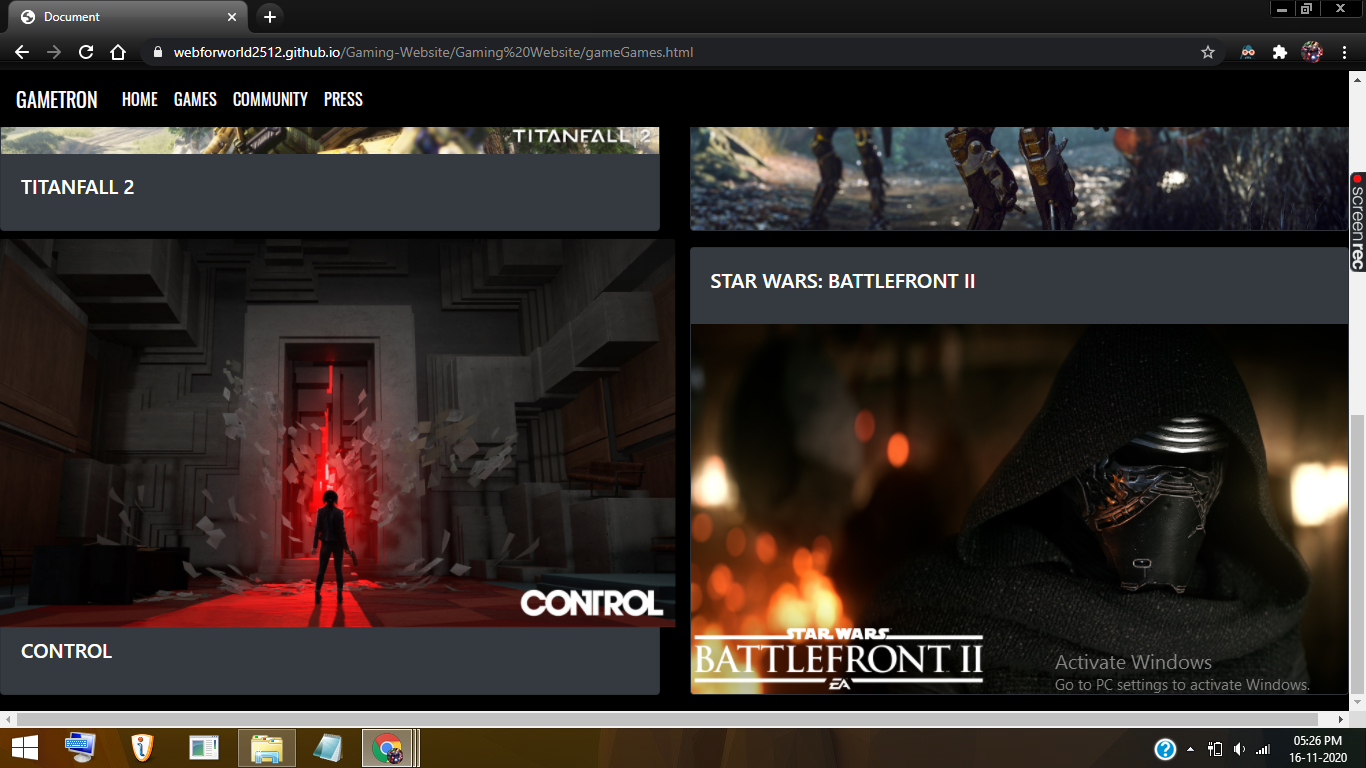 Document
webforworld2512.github.io/Gaming-Website/Gaming%20Website/gameGames.html
GAMETRON HOME GAMES COMMUNITY PRESS
TITANFALL 2
TITANFALL 2
STAR WARS: BATTLEFRONT II
CONTROL
CONTROL
STAR WARS
BATTLEFRONT II
EA
Activate Windows
Go to PC settings to activate Windows.
screenrec
05:26 PM
16-11-2020